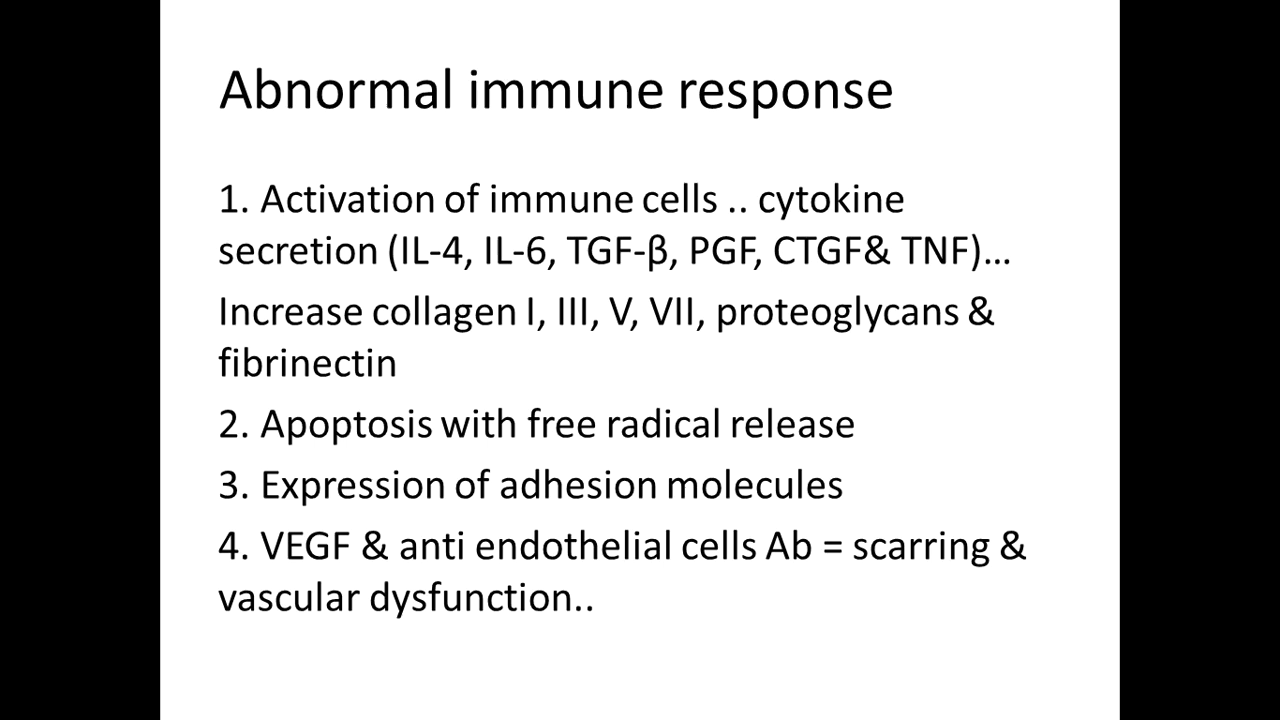 Abnormal immune response
1. Activation of immune cells .. cytokine
secretion (IL-4, IL-6, TGF-β, PGF, CTGF& TNF)…
Increase collagen I, III, V, VII, proteoglycans &
fibrinectin
2. Apoptosis with free radical release
3. Expression of adhesion molecules
4. VEGF & anti endothelial cells Ab = scarring &
vascular dysfunction..